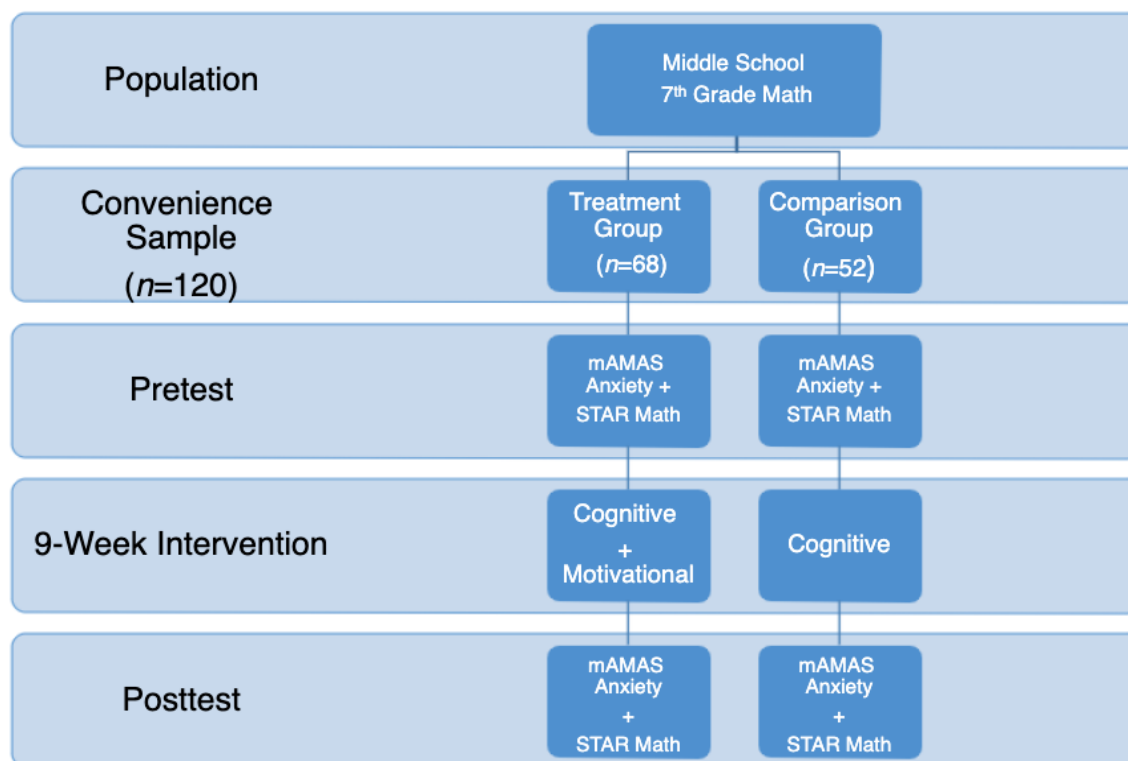 Population
Middle School
7th Grade Math
Convenience
Sample
(n=120)
Treatment
Group
(n=68)
Comparison
Group
(n=52)
Pretest
mAMAS
Anxiety +
STAR Math
mAMAS
Anxiety +
STAR Math
9-Week Intervention
Cognitive
+
Motivational
Cognitive
Posttest
mAMAS
Anxiety
+
STAR Math
mAMAS
Anxiety
+
STAR Math